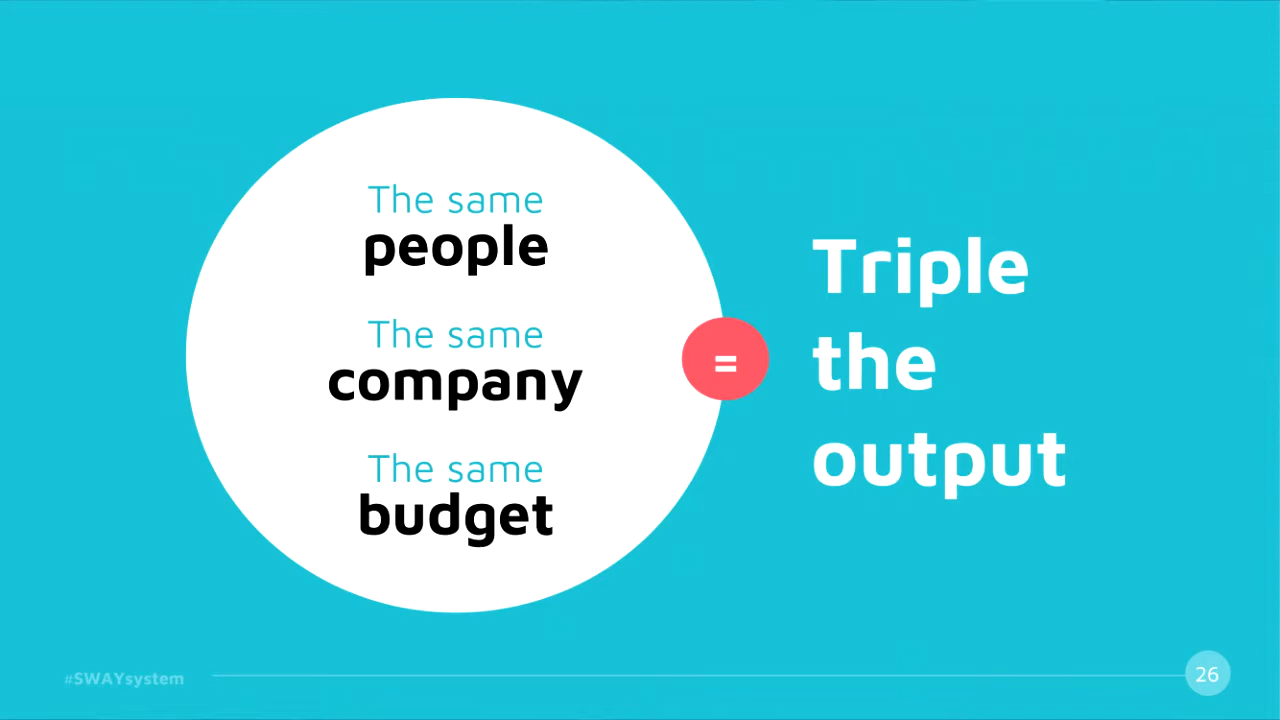 The same
people
The same
company
The same
budget
=
Triple
the
output
#SWAYsystem
26